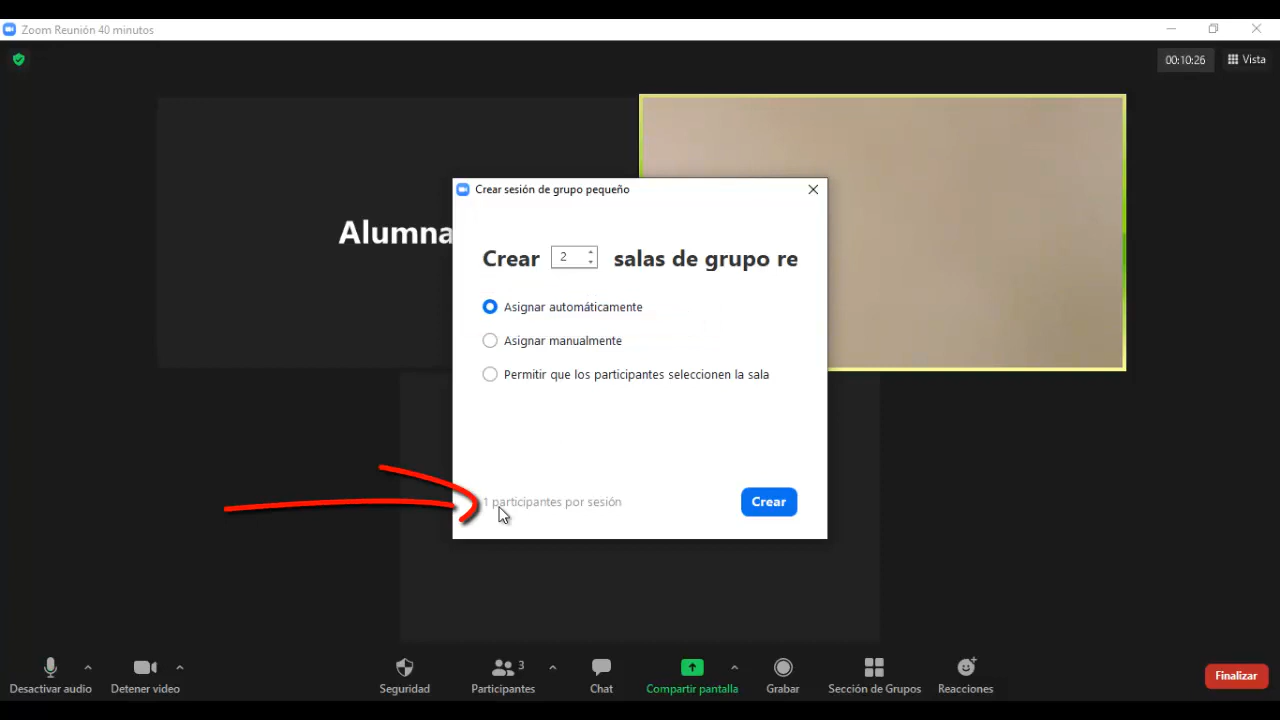 Zoom Reunión 40 minutos
00:10:26
Vista
Alumna
Crear sesión de grupo pequeño
Crear 2 salas de grupo re
Asignar automáticamente
Asignar manualmente
Permitir que los participantes seleccionen la sala
1 participantes por sesión
Crear
Desactivar audio
Detener video
Seguridad
Participantes
3
Chat
Compartir pantalla
Grabar
Sección de Grupos
Reacciones
Finalizar